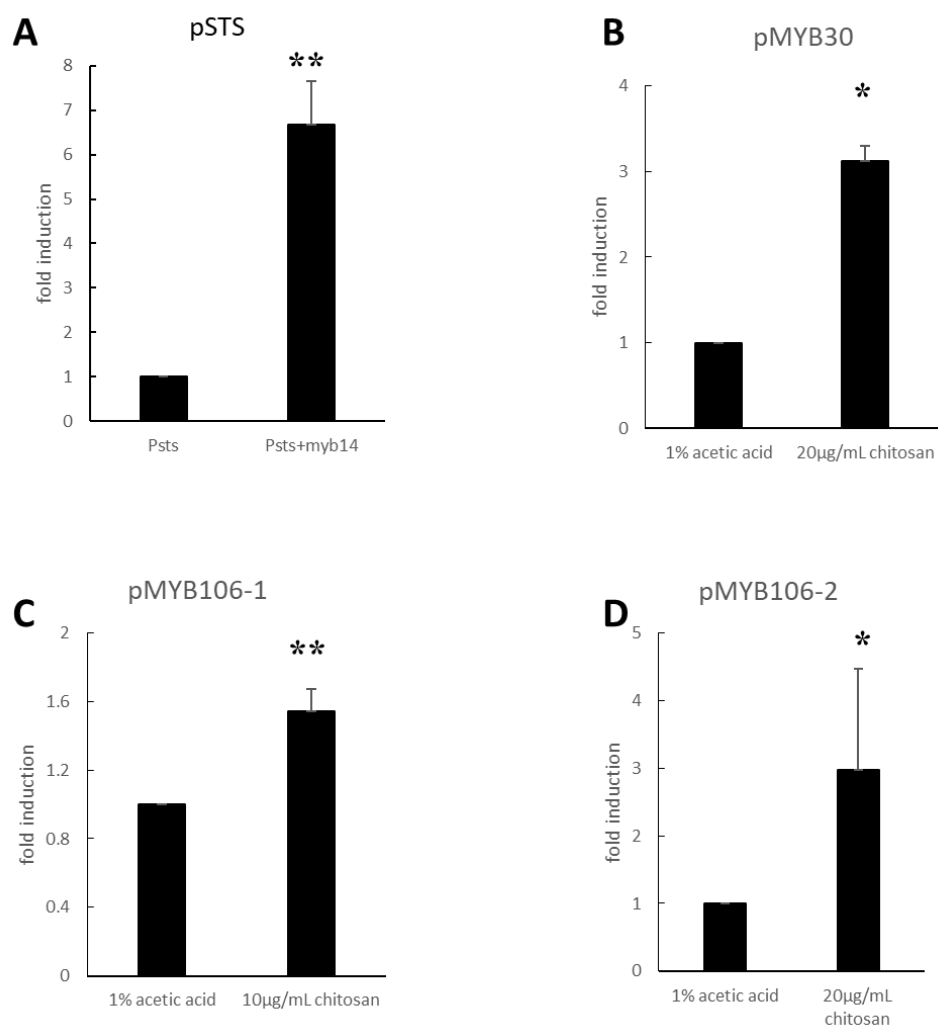 A
pSTS
**
8
7
6
5
4
3
2
1
0
fold induction
Psts
Psts+myb14
B
pMYB30
*
4
3
2
1
0
fold induction
1% acetic acid
20µg/mL chitosan
C
pMYB106-1
**
2
1.6
1.2
0.8
0.4
0
fold induction
1% acetic acid
10µg/mL chitosan
D
pMYB106-2
*
5
4
3
2
1
0
fold induction
1% acetic acid
20µg/mL
chitosan